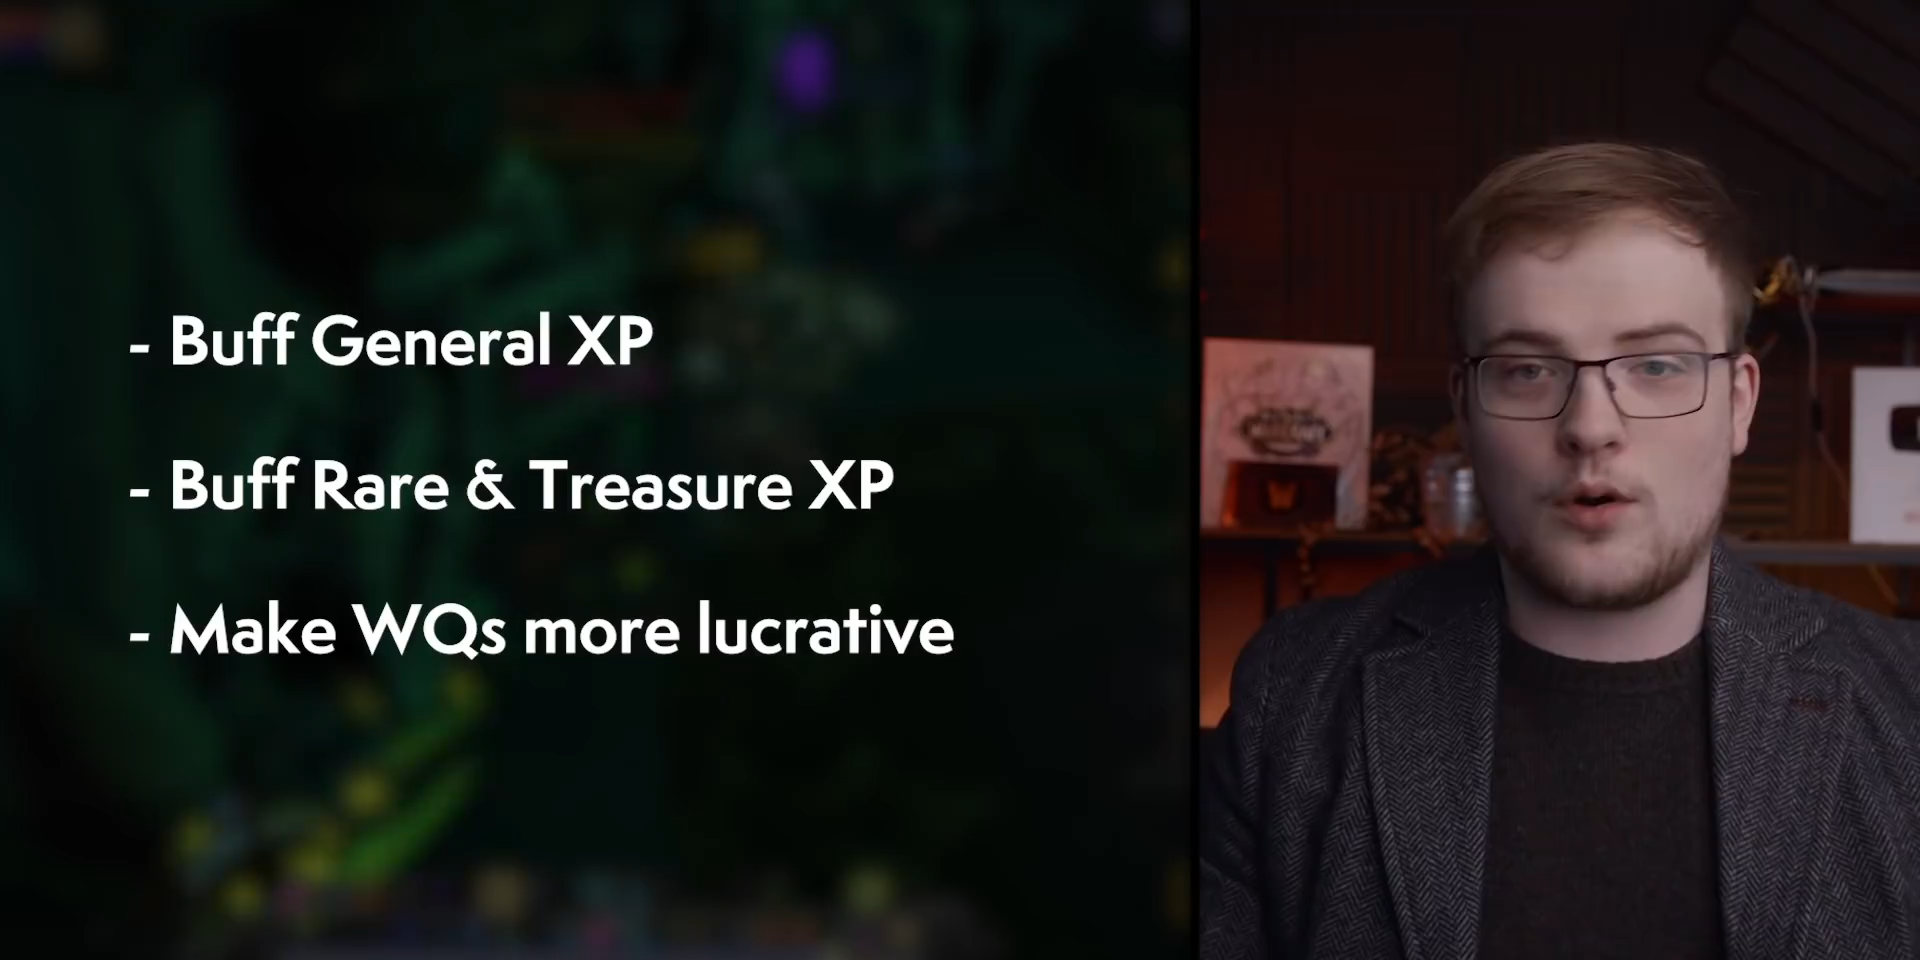 - Buff General XP
- Buff Rare & Treasure XP
- Make WQs more lucrative